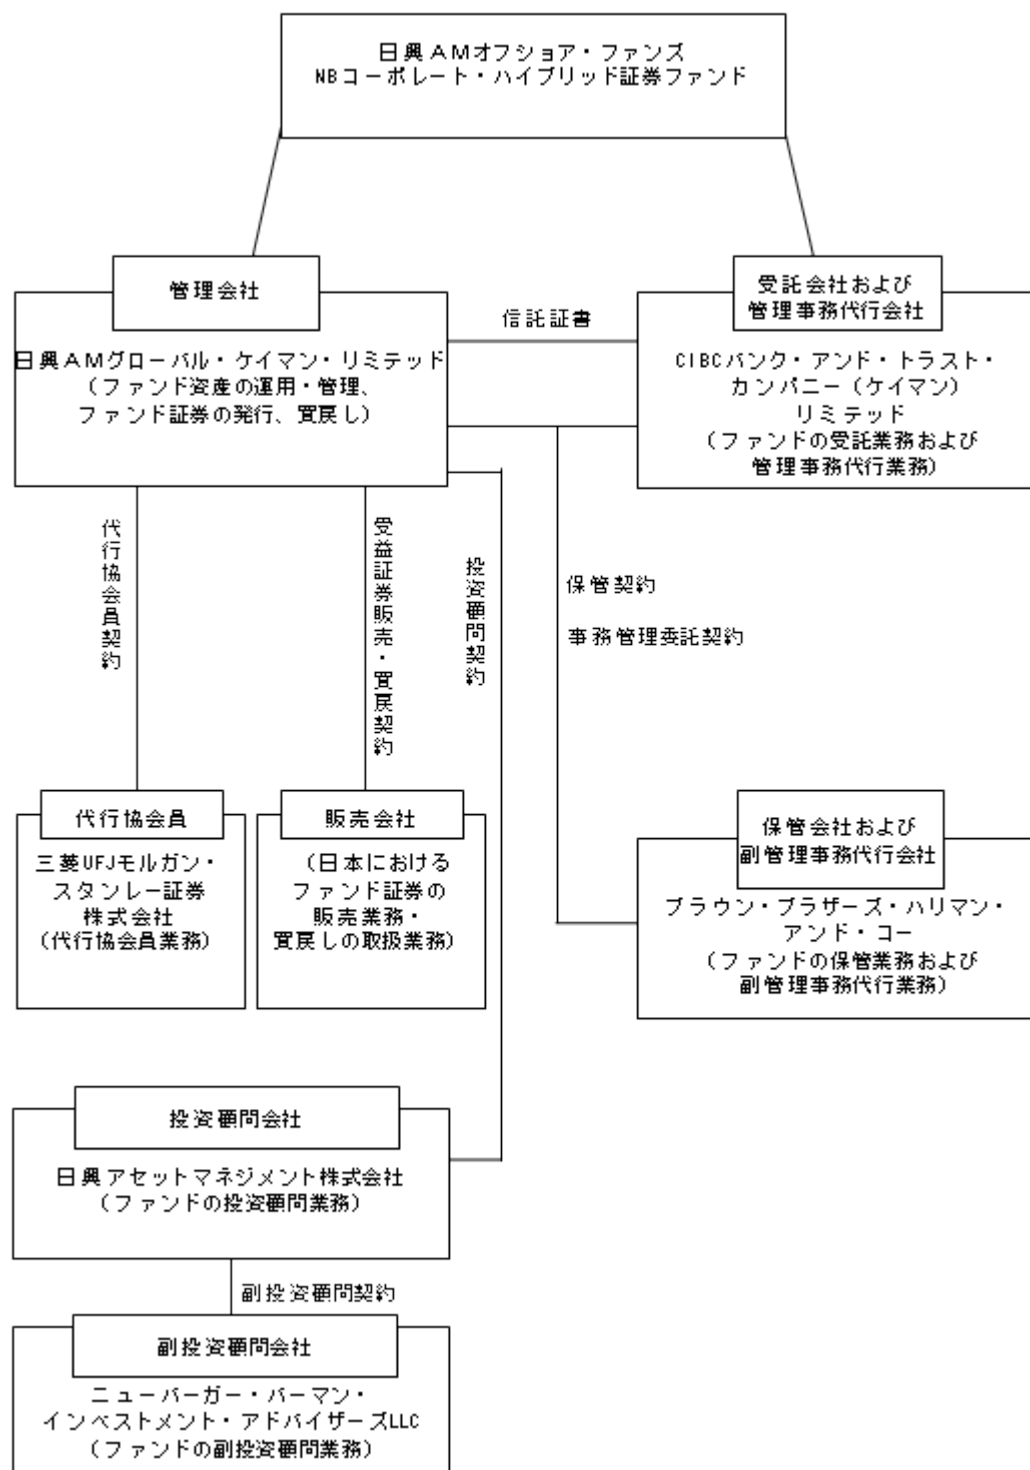 日興AMオフショア・ファンズ
NBコーポレート・ハイブリッド証券ファンド
管理会社
日興AMグローバル・ケイマン・リミテッド
(ファンド資産の運用・管理、
ファンド証券の発行、買戻し)
信託証書
受託会社および
管理事務代行会社
CIBCバンク・アンド・トラスト・
カンパニー(ケイマン)
リミテッド
(ファンドの受託業務および
管理事務代行業務)
代行協会員契約
受益証券販売・買戻契約
投資顧問契約
保管契約
事務管理委託契約
代行協会員
三菱UFJモルガン・
スタンレー証券
株式会社
(代行協会員業務)
販売会社
(日本における
ファンド証券の
販売業務・
買戻しの取扱業務)
保管会社および
副管理事務代行会社
ブラウン・ブラザーズ・ハリマン・
アンド・コー
(ファンドの保管業務および
副管理事務代行業務)
投資顧問会社
日興アセットマネジメント株式会社
(ファンドの投資顧問業務)
副投資顧問契約
副投資顧問会社
ニューバーガー・バーマン・
インベストメント・アドバイザーズLLC
(ファンドの副投資顧問業務)